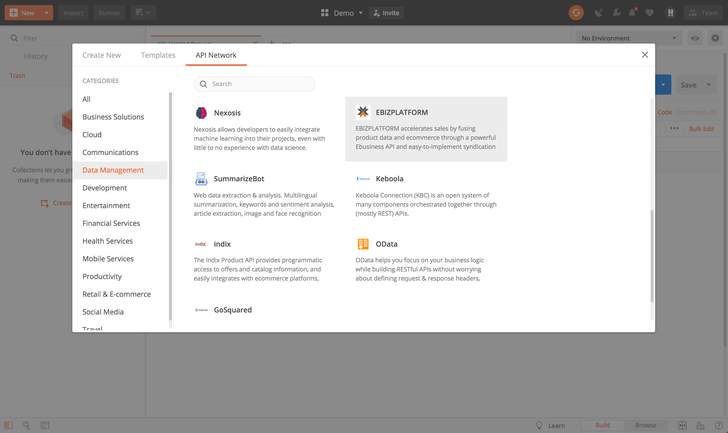 New
Import
Runner
Demo
Invite
Team
Filter
No Environment
History
Trash
Create New
Templates
API Network
CATEGORIES
All
Business Solutions
Cloud
Communications
Data Management
Development
Entertainment
Financial Services
Health Services
Mobile Services
Productivity
Retail & E-commerce
Social Media
Travel
Search
Nexosis
Nexosis allows developers to easily integrate
machine learning into their projects, even with
little to no experience with data science.
EBIZPLATFORM
EBIZPLATFORM accelerates sales by fusing
product data and ecommerce through a powerful
Ebusiness API and easy-to-implement syndication
SummarizeBot
Web data extraction & analysis. Multilingual
summarization, keywords and sentiment analysis,
article extraction, image and face recognition
Keboola
Keboola Connection (KBC) is an open system of
many components orchestrated together through
(mostly REST) APIs.
indix
The Indix Product API provides programmatic
access to offers and catalog information, and
easily integrates with ecommerce platforms,
OData
OData helps you focus on your business logic
while building RESTful APIs without worrying
about defining request & response headers,
GoSquared
Save
Code
Bulk Edit
You don't have
Collections let you gr
making them easier
Create
Learn
Build
Browse